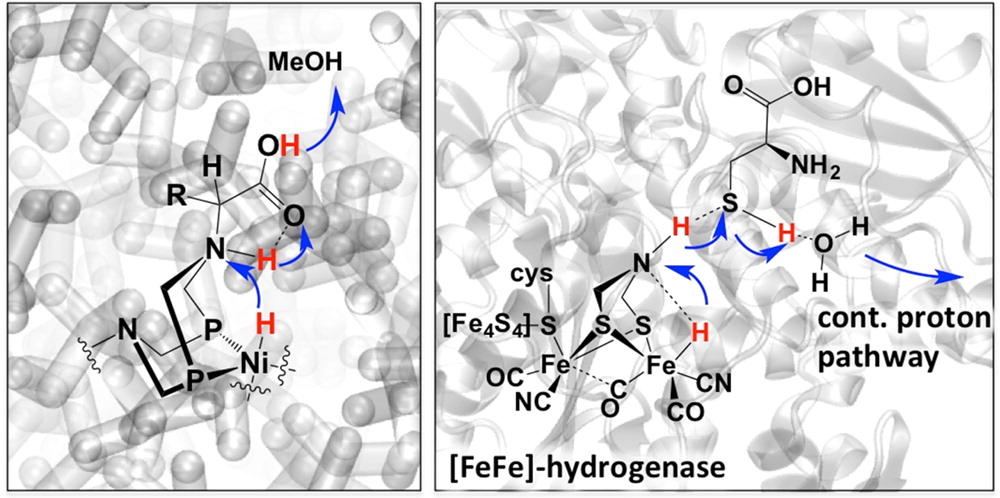 MeOH
OH
H
R
O
N
H
H
N
P
Ni
P
O
OH
NH₂
S
H
H
O
H
H
N
cys
[Fe₄S₄]
S
S
S
H
Fe
Fe
OC
NC
C
O
CN
CO
cont. proton
pathway
[FeFe]-hydrogenase